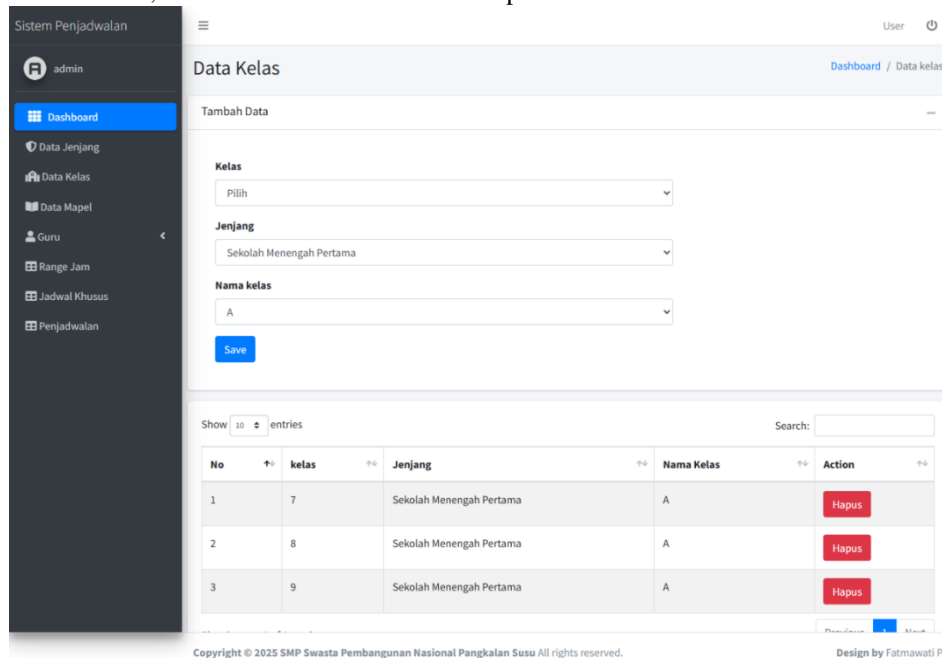 Sistem Penjadwalan
User
admin
Data Kelas
Dashboard / Data kelas
Dashboard
Data Jenjang
Data Kelas
Data Mapel
Guru
Range Jam
Jadwal Khusus
Penjadwalan
Tambah Data
Kelas
Pilih
Jenjang
Sekolah Menengah Pertama
Nama kelas
A
Save
Show 10 entries
Search:
No kelas Jenjang Nama Kelas Action
1 7 Sekolah Menengah Pertama A Hapus
2 8 Sekolah Menengah Pertama A Hapus
3 9 Sekolah Menengah Pertama A Hapus
Previous 1 Next
Copyright © 2025 SMP Swasta Pembangunan Nasional Pangkalan Susu All rights reserved.
Design by Fatmawati P